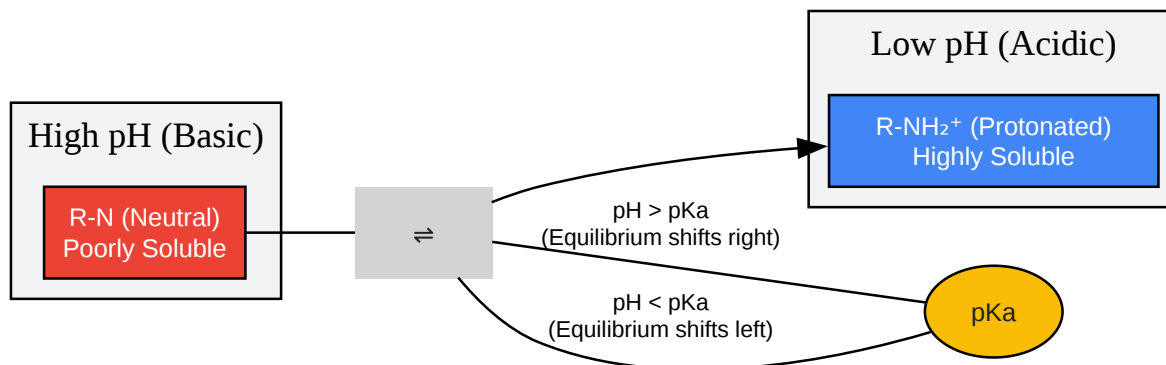 High pH (Basic)
R-N (Neutral)
Poorly Soluble
⇌
Low pH (Acidic)
R-NH₂⁺ (Protonated)
Highly Soluble
pH > pKa
(Equilibrium shifts right)
pH < pKa
(Equilibrium shifts left)
pKa